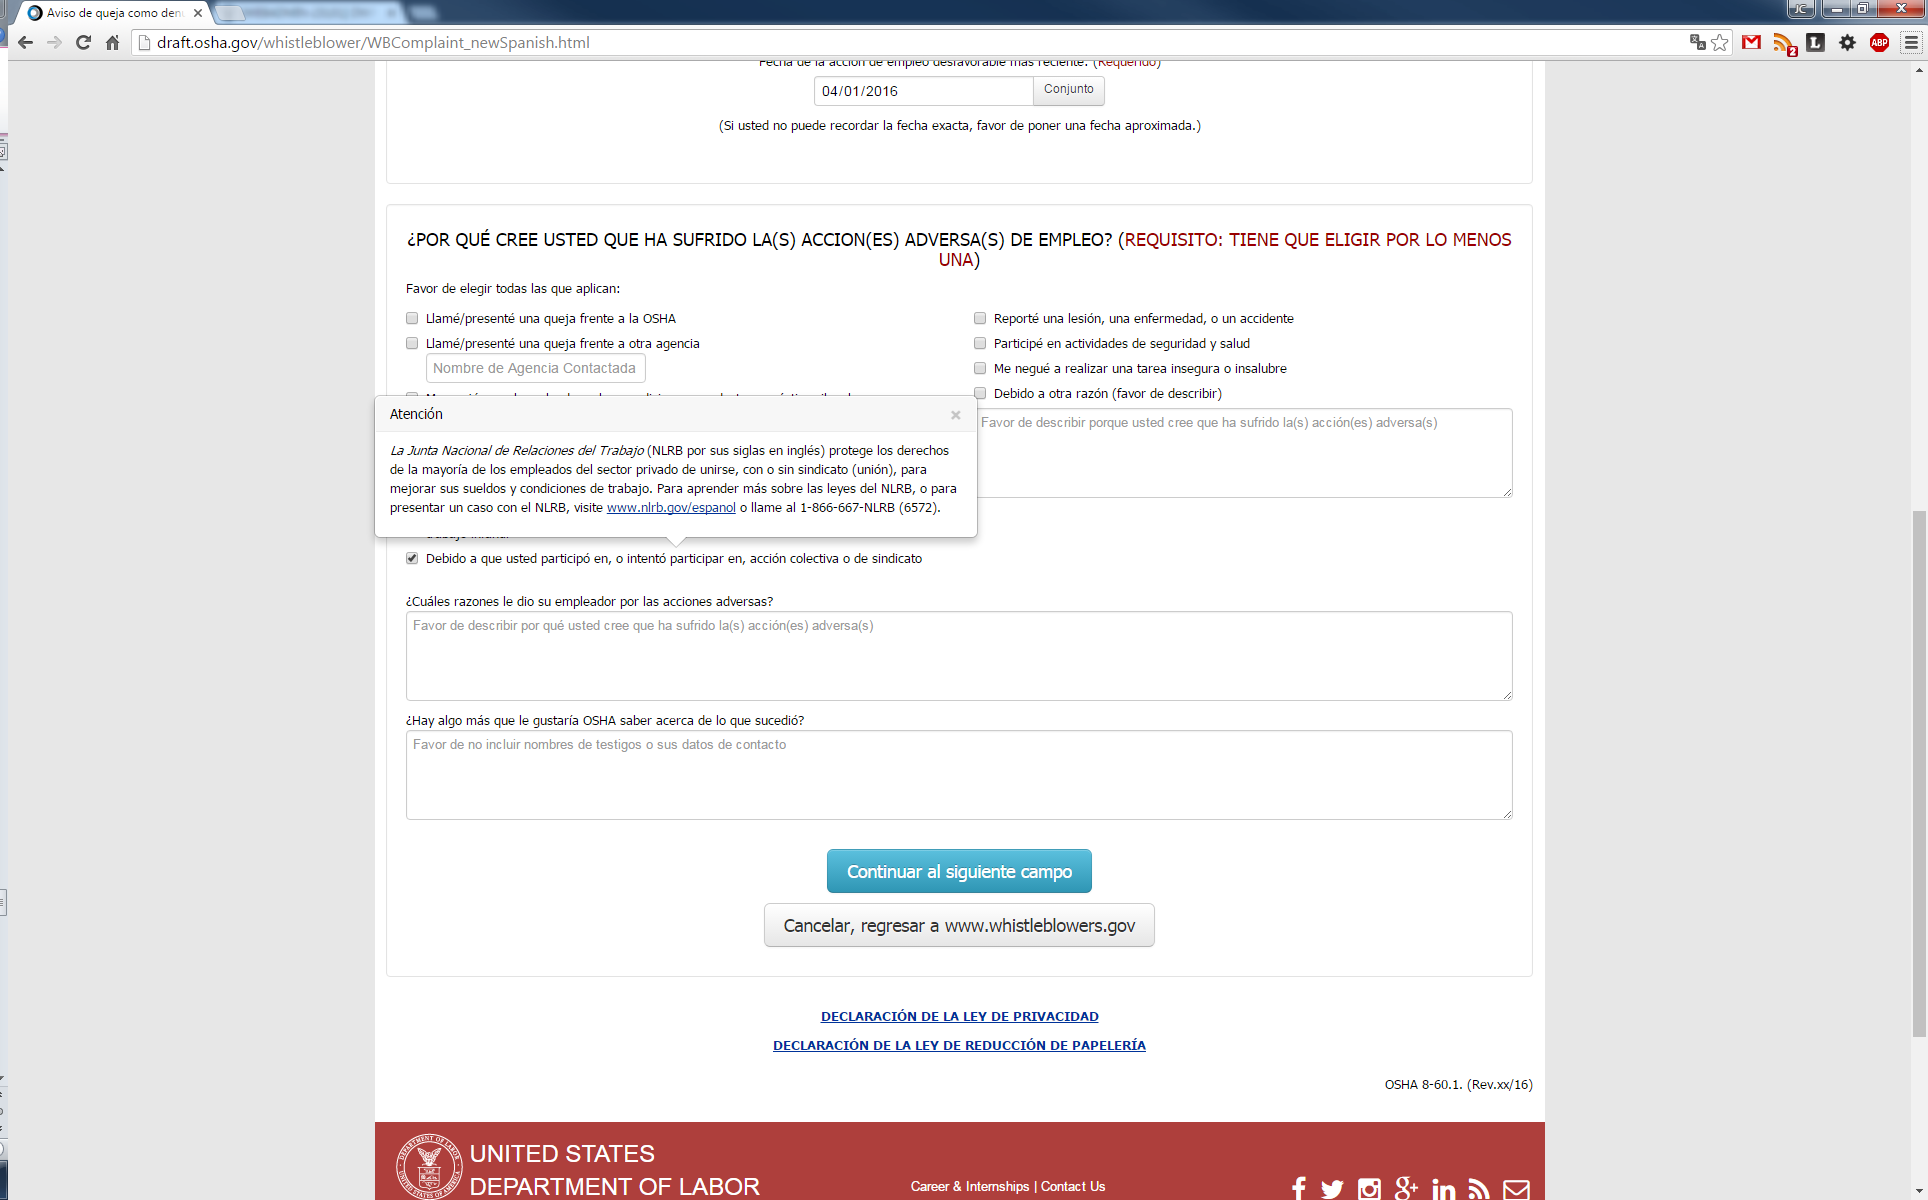 Aviso de queja como den
JC
draft.osha.gov/whistleblower/WBComplaint_newSpanish.html
2
L
ABP
Fecha de la acción de empleo desfavorable más reciente. (Requerido)
04/01/2016
Conjunto
(Si usted no puede recordar la fecha exacta, favor de poner una fecha aproximada.)
¿POR QUÉ CREE USTED QUE HA SUFRIDO LA(S) ACCION(ES) ADVERSA(S) DE EMPLEO? (REQUISITO: TIENE QUE ELIGIR POR LO MENOS
UNA)
Favor de elegir todas las que aplican:
Llamé/presenté una queja frente a la OSHA
Llamé/presenté una queja frente a otra agencia
Nombre de Agencia Contactada
Reporté una lesión, una enfermedad, o un accidente
Participé en actividades de seguridad y salud
Me negué a realizar una tarea insegura o insalubre
Debido a otra razón (favor de describir)
Favor de describir porque usted cree que ha sufrido la(s) acción(es) adversa(s)
Atención
×
La Junta Nacional de Relaciones del Trabajo (NLRB por sus siglas en inglés) protege los derechos
de la mayoría de los empleados del sector privado de unirse, con o sin sindicato (unión), para
mejorar sus sueldos y condiciones de trabajo. Para aprender más sobre las leyes del NLRB, o para
presentar un caso con el NLRB, visite www.nlrb.gov/espanol o llame al 1-866-667-NLRB (6572).
Debido a que usted participó en, o intentó participar en, acción colectiva o de sindicato
¿Cuáles razones le dio su empleador por las acciones adversas?
Favor de describir por qué usted cree que ha sufrido la(s) acción(es) adversa(s)
¿Hay algo más que le gustaría OSHA saber acerca de lo que sucedió?
Favor de no incluir nombres de testigos o sus datos de contacto
Continuar al siguiente campo
Cancelar, regresar a www.whistleblowers.gov
DECLARACIÓN DE LA LEY DE PRIVACIDAD
DECLARACIÓN DE LA LEY DE REDUCCIÓN DE PAPELERÍA
OSHA 8-60.1. (Rev.xx/16)
UNITED STATES
DEPARTMENT OF LABOR
Career & Internships | Contact Us